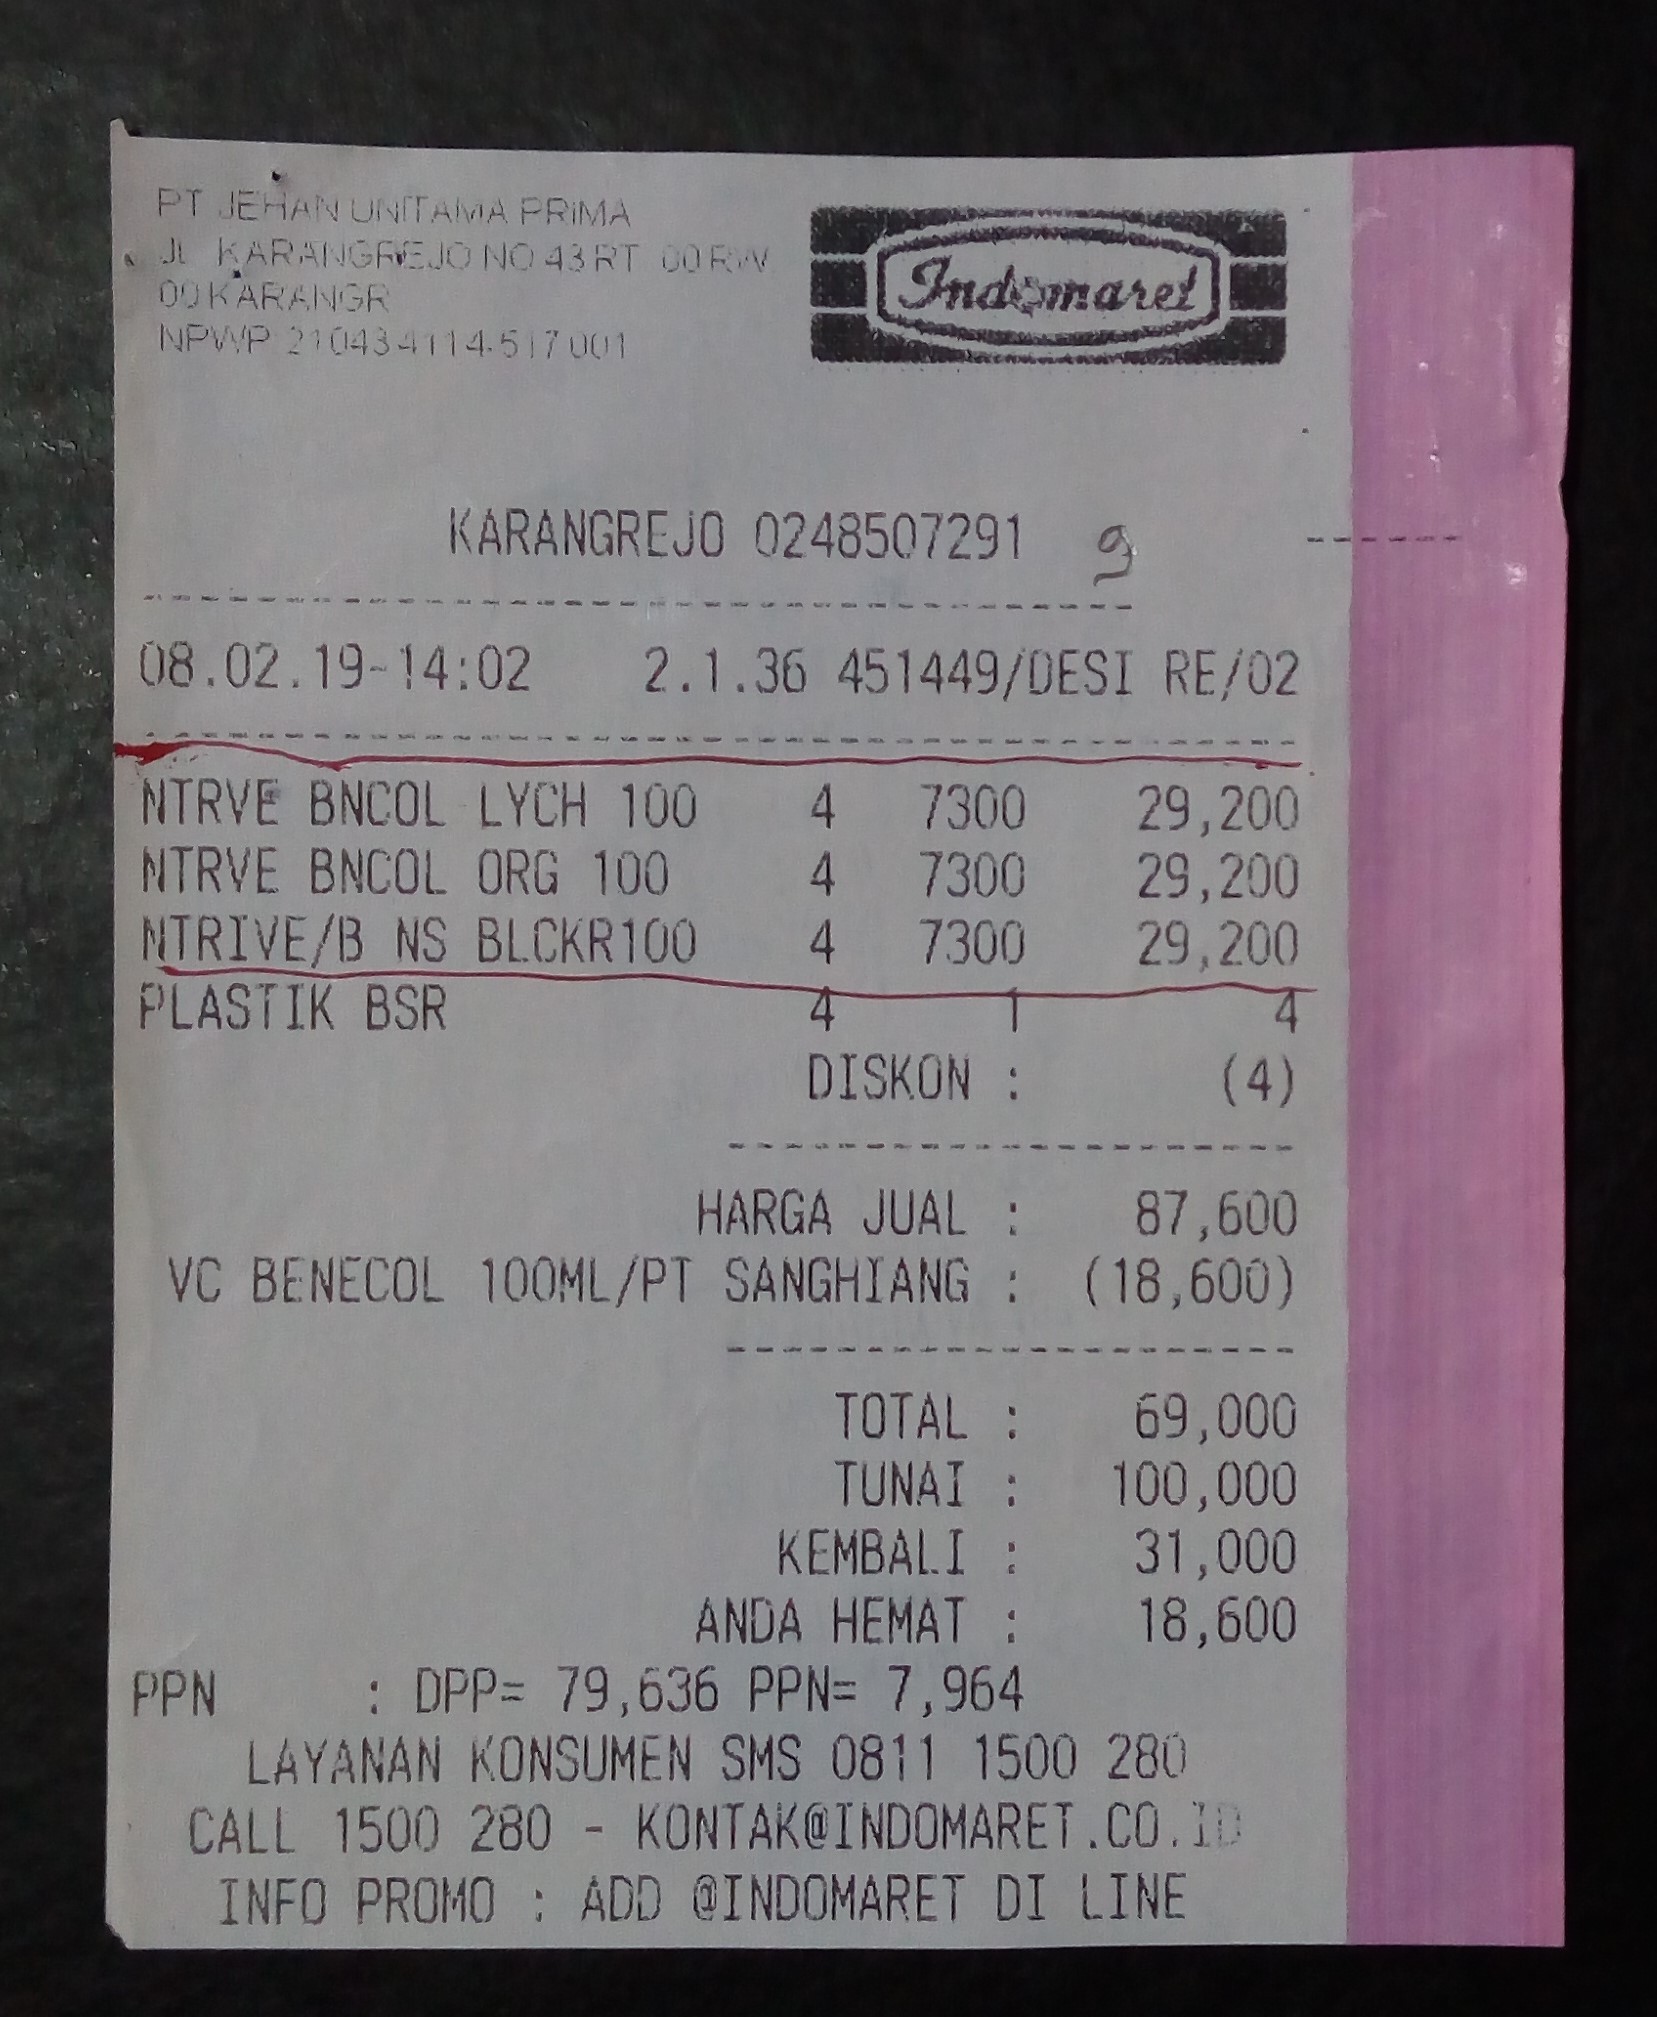 PT JEHAN UNITAMA PRIMA
JL KARANGREJO NO 43 RT 00 RW
00 KARANGR
NPWP 210434114-517001
Indomaret
KARANGREJO 0248507291 9
08.02.19-14:02 2.1.36 451449/DESI RE/02
NTRVE BNCOL LYCH 100 4 7300 29,200
NTRVE BNCOL ORG 100 4 7300 29,200
NTRIVE/B NS BLCKR100 4 7300 29,200
PLASTIK BSR 4 1 4
DISKON : (4)
HARGA JUAL : 87,600
VC BENECOL 100ML/PT SANGHIANG : (18,600)
TOTAL : 69,000
TUNAI : 100,000
KEMBALI : 31,000
ANDA HEMAT : 18,600
PPN : DPP= 79,636 PPN= 7,964
LAYANAN KONSUMEN SMS 0811 1500 280
CALL 1500 280 - KONTAK@INDOMARET.CO.ID
INFO PROMO : ADD @INDOMARET DI LINE